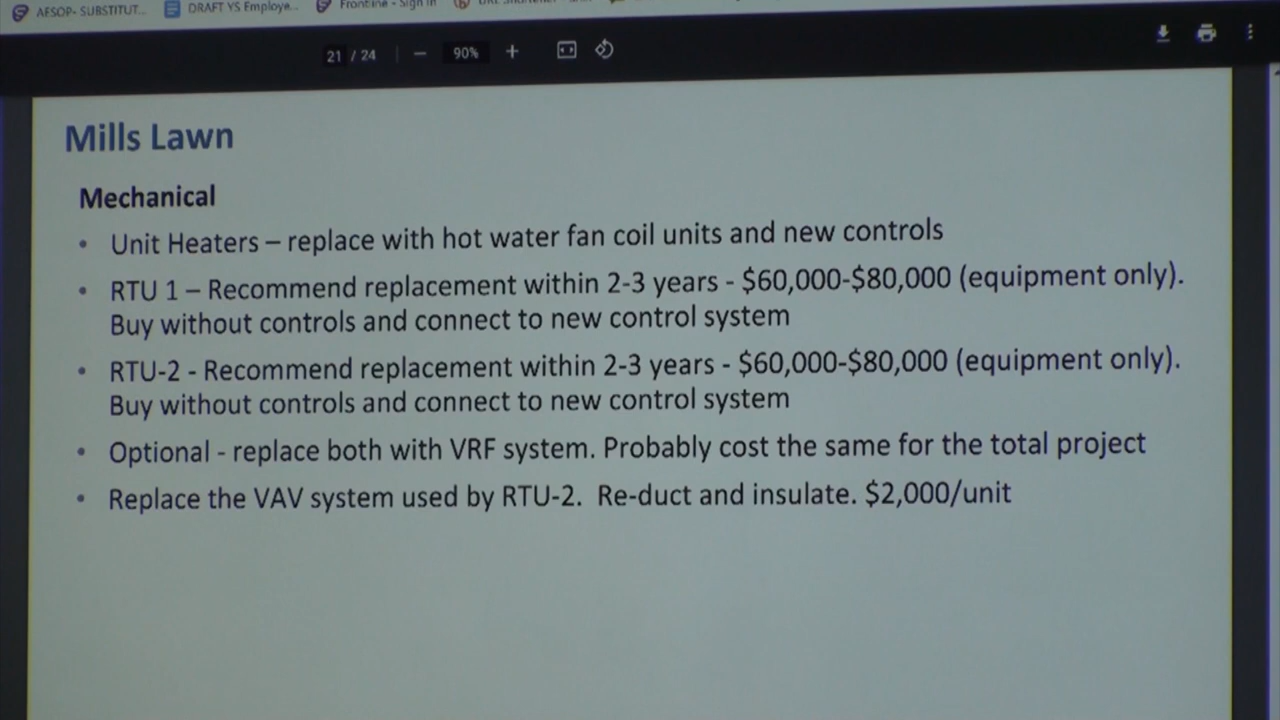 AESOP- SUBSTITUT...
DRAFT YS Employe...
Frontline - Sign In
21 / 24 — 90% +
Mills Lawn
Mechanical
• Unit Heaters – replace with hot water fan coil units and new controls
• RTU 1 – Recommend replacement within 2-3 years - $60,000-$80,000 (equipment only).
Buy without controls and connect to new control system
• RTU-2 - Recommend replacement within 2-3 years - $60,000-$80,000 (equipment only).
Buy without controls and connect to new control system
• Optional - replace both with VRF system. Probably cost the same for the total project
• Replace the VAV system used by RTU-2. Re-duct and insulate. $2,000/unit